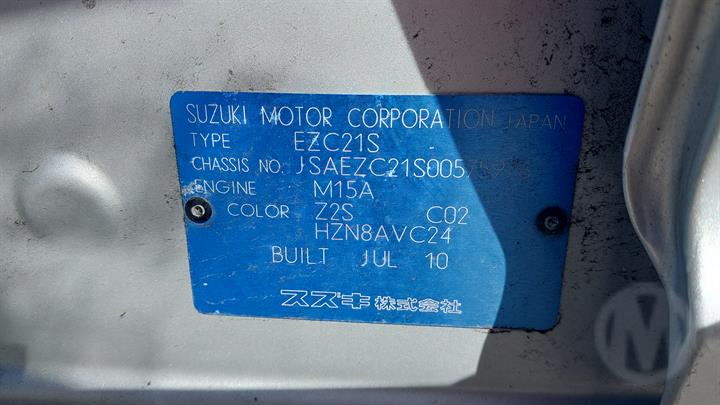 SUZUKI MOTOR CORPORATION JAPAN
TYPE EZC21S
CHASSIS NO.
ENGINE M15A
COLOR Z2S C02
HZN8AVC24
BUILT JUL 10
スズキ株式会社
M